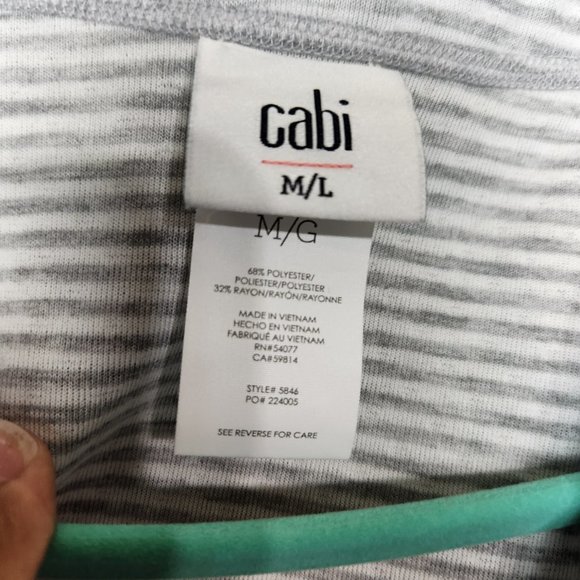 cabi
M/L
M/G
68% POLYESTER/
POLIESTER/POLYESTER
32% RAYON/RAYÓN/RAYONNE
MADE IN VIETNAM
HECHO EN VIETNAM
FABRIQUÉ AU VIETNAM
RN#54077
CA#59814
STYLE# 5846
PO# 224005
SEE REVERSE FOR CARE